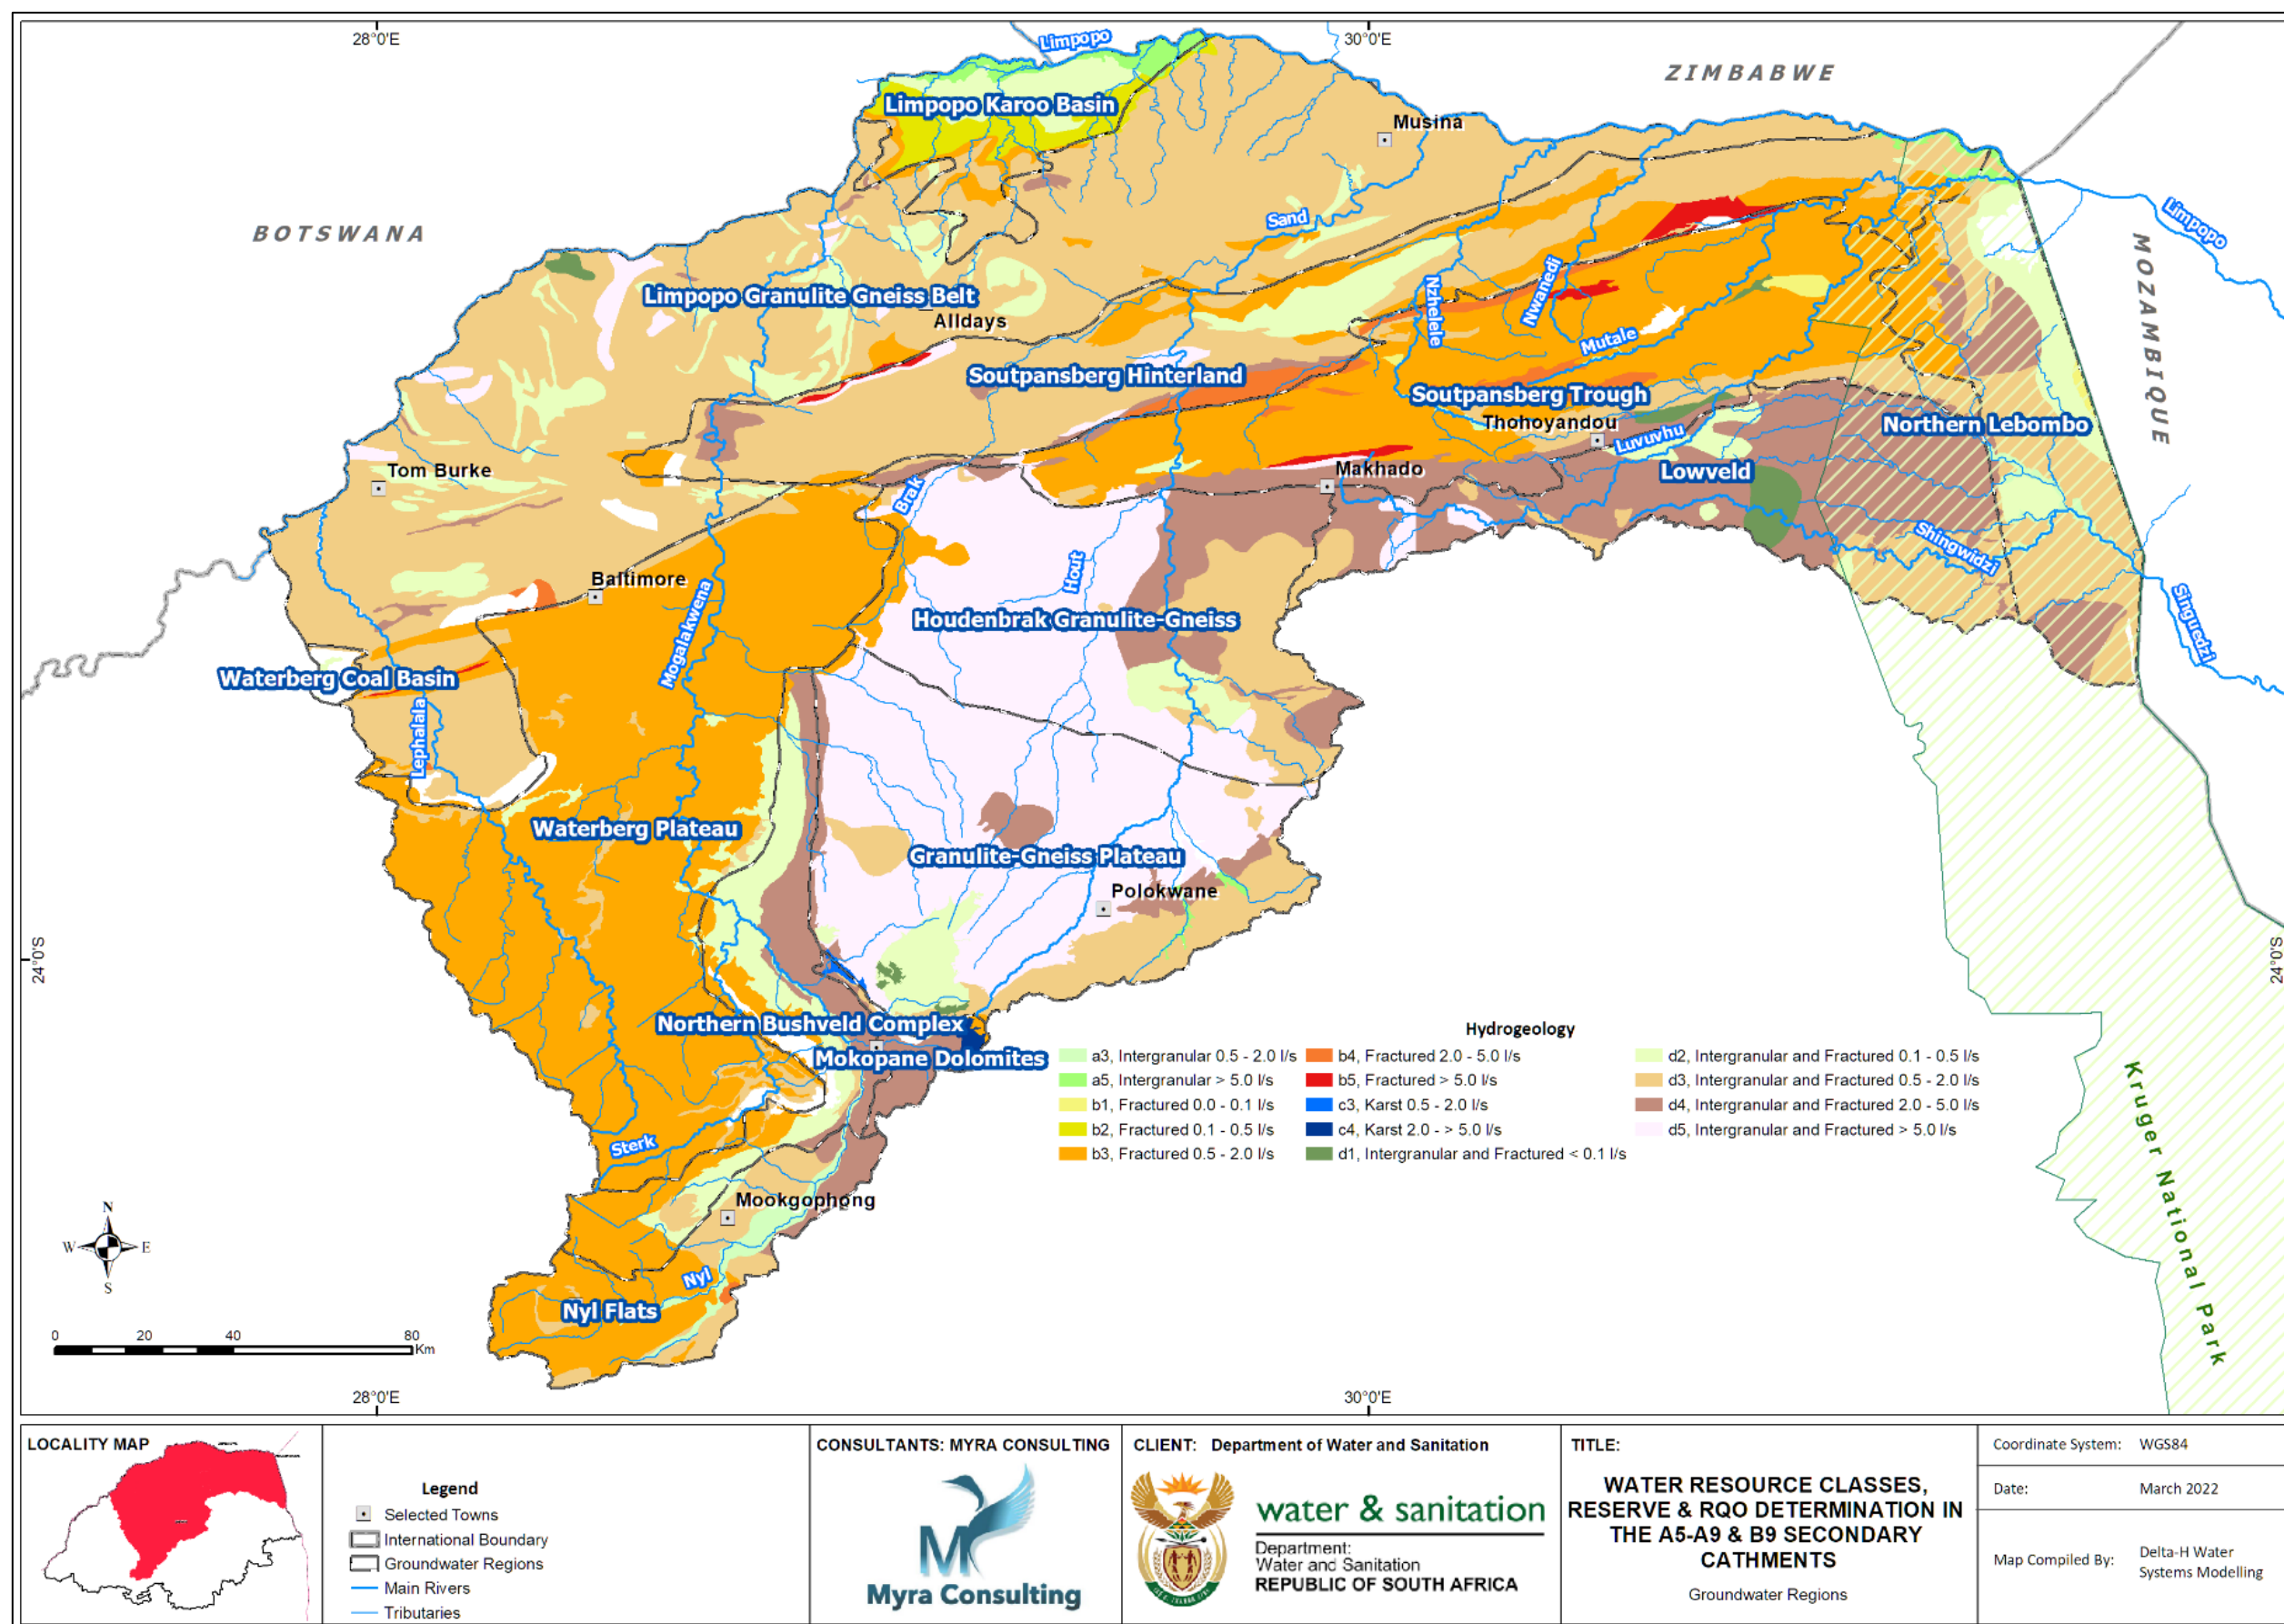 28°0'E
30°0'E
Limpopo
ZIMBABWE
Limpopo Karoo Basin
Musina
BOTSWANA
Sand
Limpopo
MOZAMBIQUE
Limpopo Granulite Gneiss Belt
Alldays
Nzhelele
Nwanedi
Mutale
Soutpansberg Hinterland
Soutpansberg Trough
Thohoyandou
Luvuvhu
Northern Lebombo
Tom Burke
Makhado
Lowveld
Brak
Shingwidzi
Hout
Baltimore
Mogalakwena
Houdenbrak Granulite-Gneiss
Singuedzi
Waterberg Coal Basin
Lephalala
Waterberg Plateau
Granulite-Gneiss Plateau
Polokwane
24°0'S
24°0'S
Northern Bushveld Complex
Mokopane Dolomites
Kruger National Park
Sterk
Mookgophong
Nyl
Nyl Flats
Hydrogeology
a3, Intergranular 0.5 - 2.0 l/s
a5, Intergranular > 5.0 l/s
b1, Fractured 0.0 - 0.1 l/s
b2, Fractured 0.1 - 0.5 l/s
b3, Fractured 0.5 - 2.0 l/s
b4, Fractured 2.0 - 5.0 l/s
b5, Fractured > 5.0 l/s
c3, Karst 0.5 - 2.0 l/s
c4, Karst 2.0 - > 5.0 l/s
d1, Intergranular and Fractured < 0.1 l/s
d2, Intergranular and Fractured 0.1 - 0.5 l/s
d3, Intergranular and Fractured 0.5 - 2.0 l/s
d4, Intergranular and Fractured 2.0 - 5.0 l/s
d5, Intergranular and Fractured > 5.0 l/s
N
W E
S
0 20 40 80
Km
28°0'E
30°0'E
LOCALITY MAP
Legend
Selected Towns
International Boundary
Groundwater Regions
Main Rivers
Tributaries
CONSULTANTS: MYRA CONSULTING
M
Myra Consulting
CLIENT: Department of Water and Sanitation
water & sanitation
Department:
Water and Sanitation
REPUBLIC OF SOUTH AFRICA
TITLE:
WATER RESOURCE CLASSES,
RESERVE & RQO DETERMINATION IN
THE A5-A9 & B9 SECONDARY
CATHMENTS
Groundwater Regions
Coordinate System: WGS84
Date: March 2022
Map Compiled By: Delta-H Water
Systems Modelling